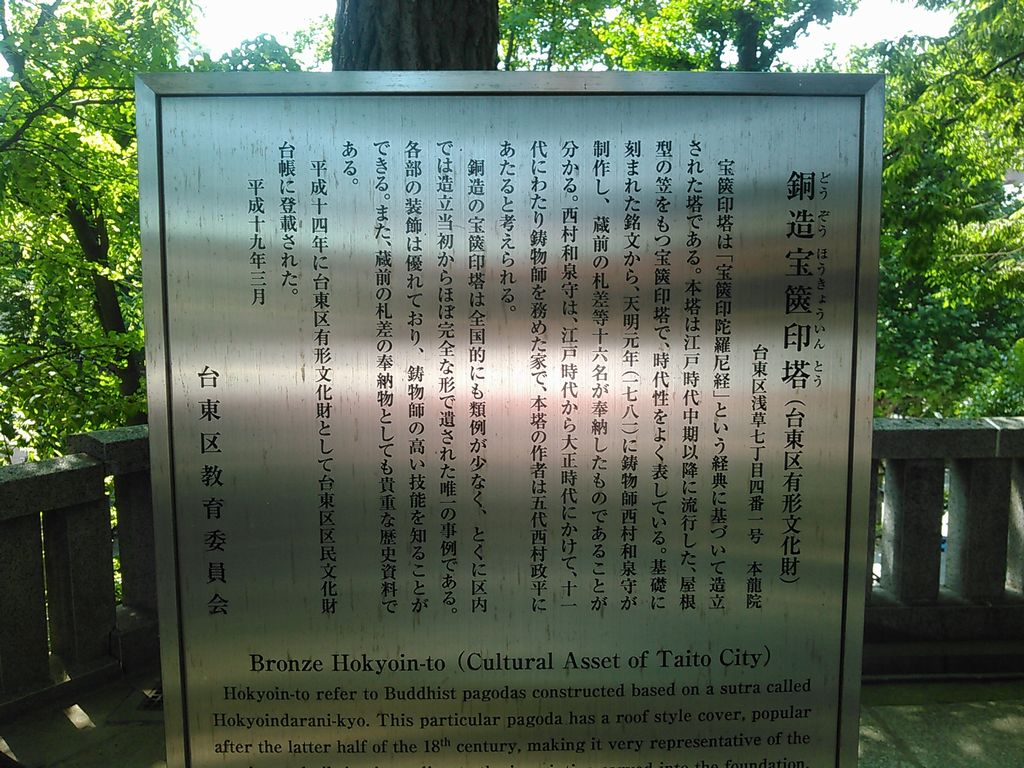 銅造宝篋印塔（台東区有形文化財）
どうぞうほうきょういんとう
台東区浅草七丁目四番一号　本龍院
宝篋印塔は「宝篋印陀羅尼経」という経典に基づいて造立
された塔である。本塔は江戸時代中期以降に流行した、屋根
型の笠をもつ宝篋印塔で、時代性をよく表している。基礎に
刻まれた銘文から、天明元年（一七八一）に鋳物師西村和泉守が
制作し、蔵前の札差等十六名が奉納したものであることが
分かる。西村和泉守は、江戸時代から大正時代にかけて、十一
代にわたり鋳物師を務めた家で、本塔の作者は五代西村政平に
あたると考えられる。
銅造の宝篋印塔は全国的にも類例が少なく、とくに区内
では造立当初からほぼ完全な形で遺された唯一の事例である。
各部の装飾は優れており、鋳物師の高い技能を知ることが
できる。また、蔵前の札差の奉納物としても貴重な歴史資料で
ある。
平成十四年に台東区有形文化財として台東区区民文化財
台帳に登載された。
平成十九年三月
台東区教育委員会
Bronze Hokyoin-to (Cultural Asset of Taito City)
Hokyoin-to refer to Buddhist pagodas constructed based on a sutra called
Hokyoindarani-kyo. This particular pagoda has a roof style cover, popular
after the latter half of the 18th century, making it very representative of the
into the foundation,